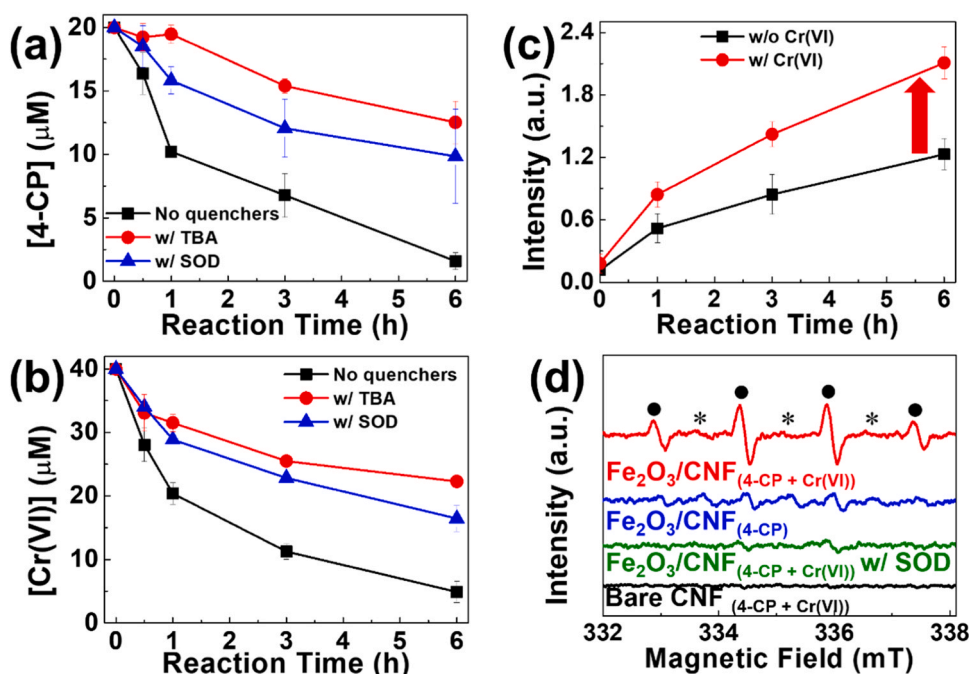 (a)
[4-CP] (μM)
20
15
10
5
0
No quenchers
w/ TBA
w/ SOD
0 1 2 3 4 5 6
Reaction Time (h)
(c)
Intensity (a.u.)
2.4
1.8
1.2
0.6
0.0
w/o Cr(VI)
w/ Cr(VI)
0 1 2 3 4 5 6
Reaction Time (h)
(b)
[Cr(VI)] (μM)
40
30
20
10
0
No quenchers
w/ TBA
w/ SOD
0 1 2 3 4 5 6
Reaction Time (h)
(d)
Intensity (a.u.)
* * *
Fe₂O₃/CNF(4-CP + Cr(VI))
Fe₂O₃/CNF(4-CP)
Fe₂O₃/CNF(4-CP + Cr(VI)) w/ SOD
Bare CNF(4-CP + Cr(VI))
332 334 336 338
Magnetic Field (mT)